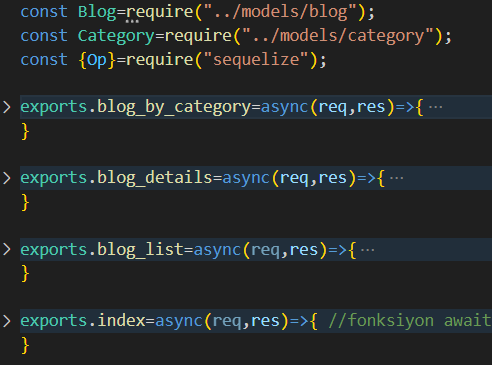 const Blog=require("../models/blog");
const Category=require("../models/category");
const {Op}=require("sequelize");
exports.blog_by_category=async(req,res)=>{ ...
}
exports.blog_details=async(req,res)=>{ ...
}
exports.blog_list=async(req,res)=>{ ...
}
exports.index=async(req,res)=>{ //fonksiyon await
}